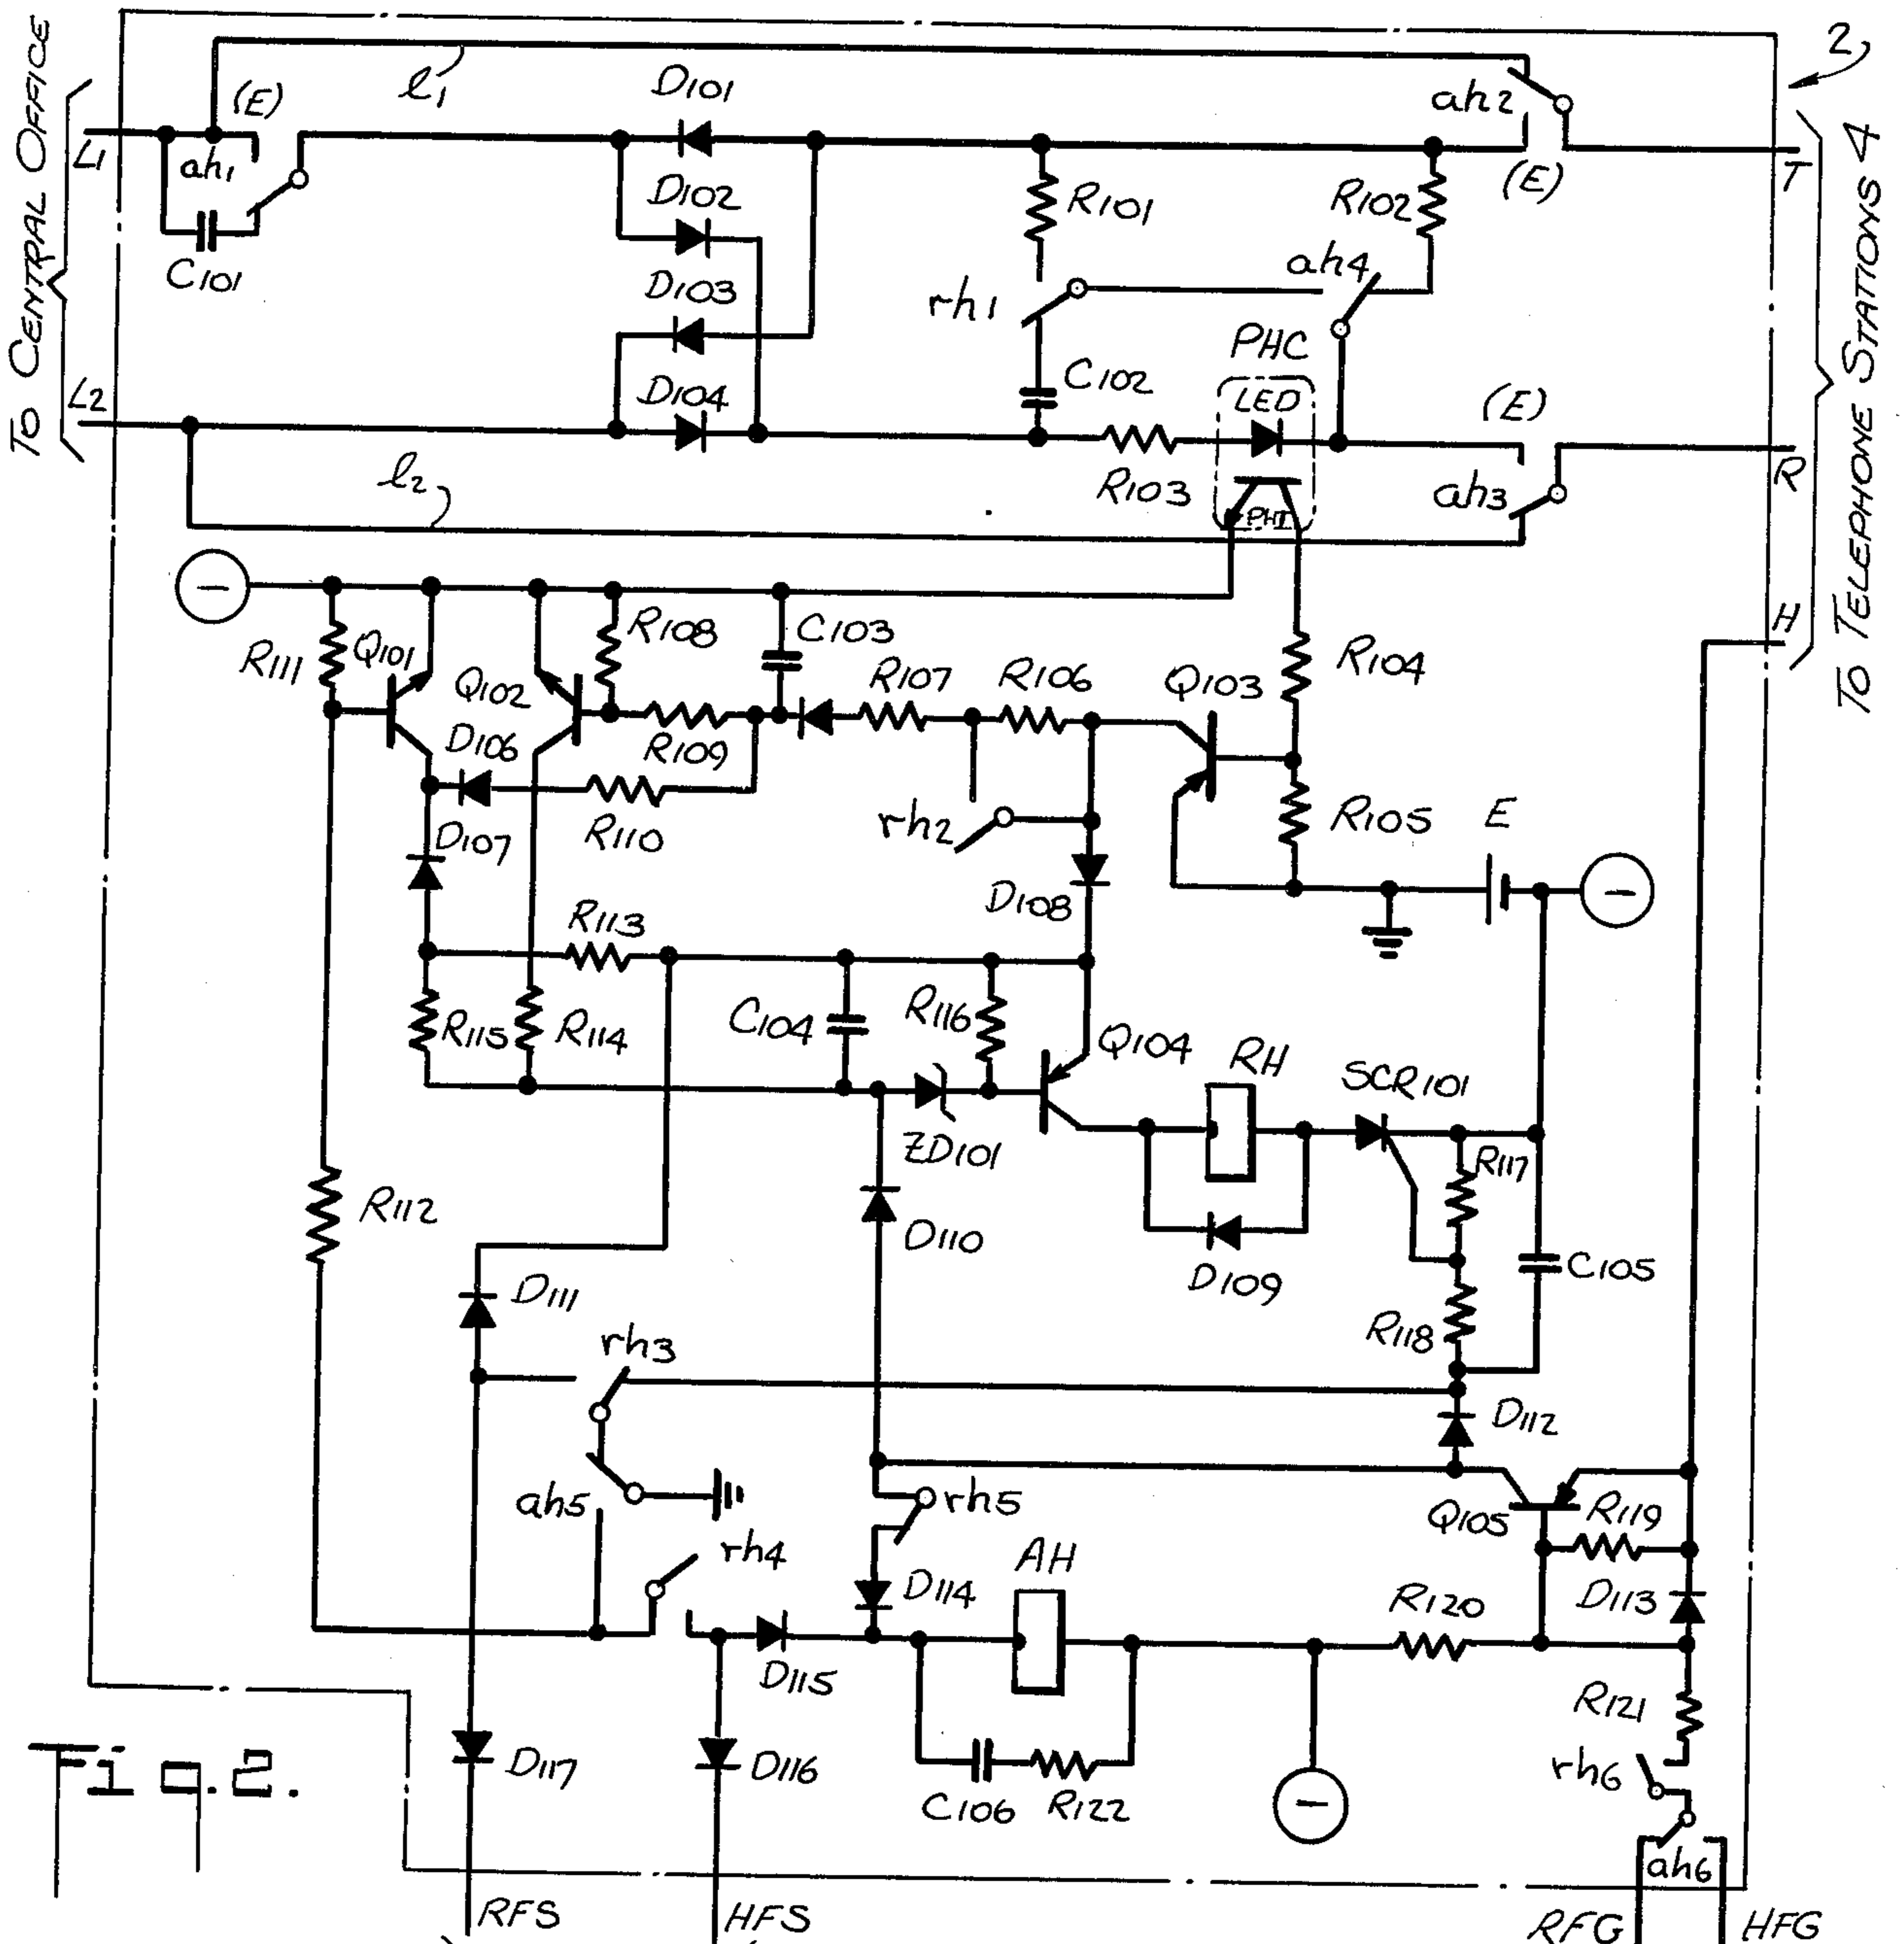 2
TO CENTRAL OFFICE
L1
L2
(E)
ah1
C101
l1
D101
D102
D103
D104
R101
R102
ah2
(E)
T
rh1
ah4
C102
PHC
LED
PHT
R103
(E)
ah3
R
l2
H
TO TELEPHONE STATIONS 4
−
R111
Q101
Q102
R108
C103
R107
R106
Q103
R104
D106
R109
R110
rh2
R105
E
−
D107
D108
R113
R115
R114
C104
R116
Q104
RH
SCR101
ZD101
R117
R112
D110
D109
C105
D111
R118
rh3
D112
ah5
rh5
Q105
R119
rh4
AH
D114
R120
D113
D115
R121
D117
D116
C106
R122
−
rh6
ah6
RFS
HFS
RFG
HFG
Fig. 2.